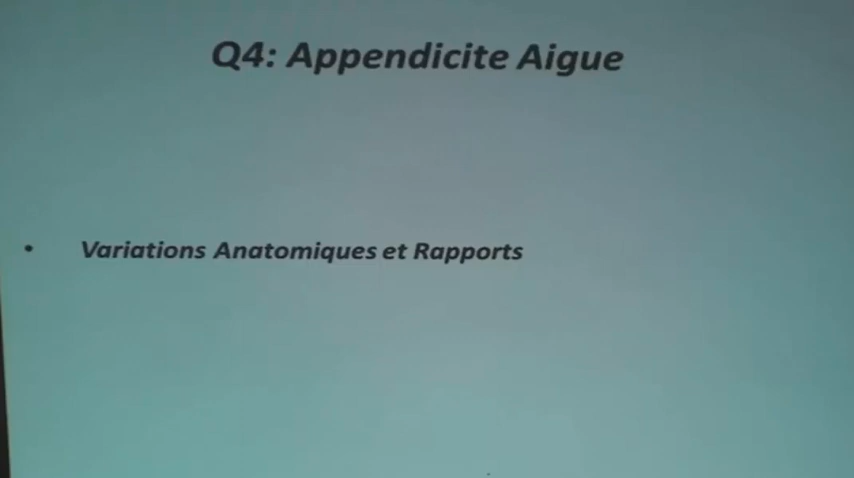 Q4: Appendicite Aigue
• Variations Anatomiques et Rapports